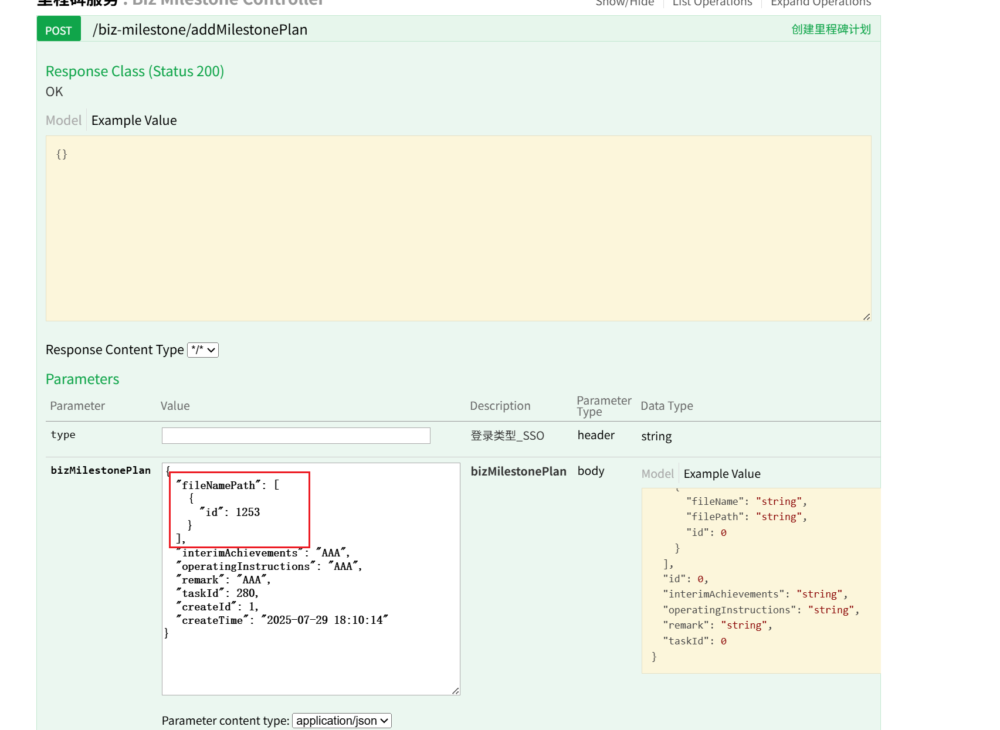 里程碑服务 : Biz Milestone Controller
Show/Hide List Operations Expand Operations
POST /biz-milestone/addMilestonePlan 创建里程碑计划
Response Class (Status 200)
OK
Model Example Value
{}
Response Content Type */*
Parameters
Parameter Value Description Parameter Type Data Type
type 登录类型_SSO header string
bizMilestonePlan
{
"fileNamePath": [
{
"id": 1253
}
],
"interimAchievements": "AAA",
"operatingInstructions": "AAA",
"remark": "AAA",
"taskId": 280,
"createId": 1,
"createTime": "2025-07-29 18:10:14"
}
Parameter content type: application/json
bizMilestonePlan body
Model Example Value
{
"fileName": "string",
"filePath": "string",
"id": 0
}
],
"id": 0,
"interimAchievements": "string",
"operatingInstructions": "string",
"remark": "string",
"taskId": 0
}